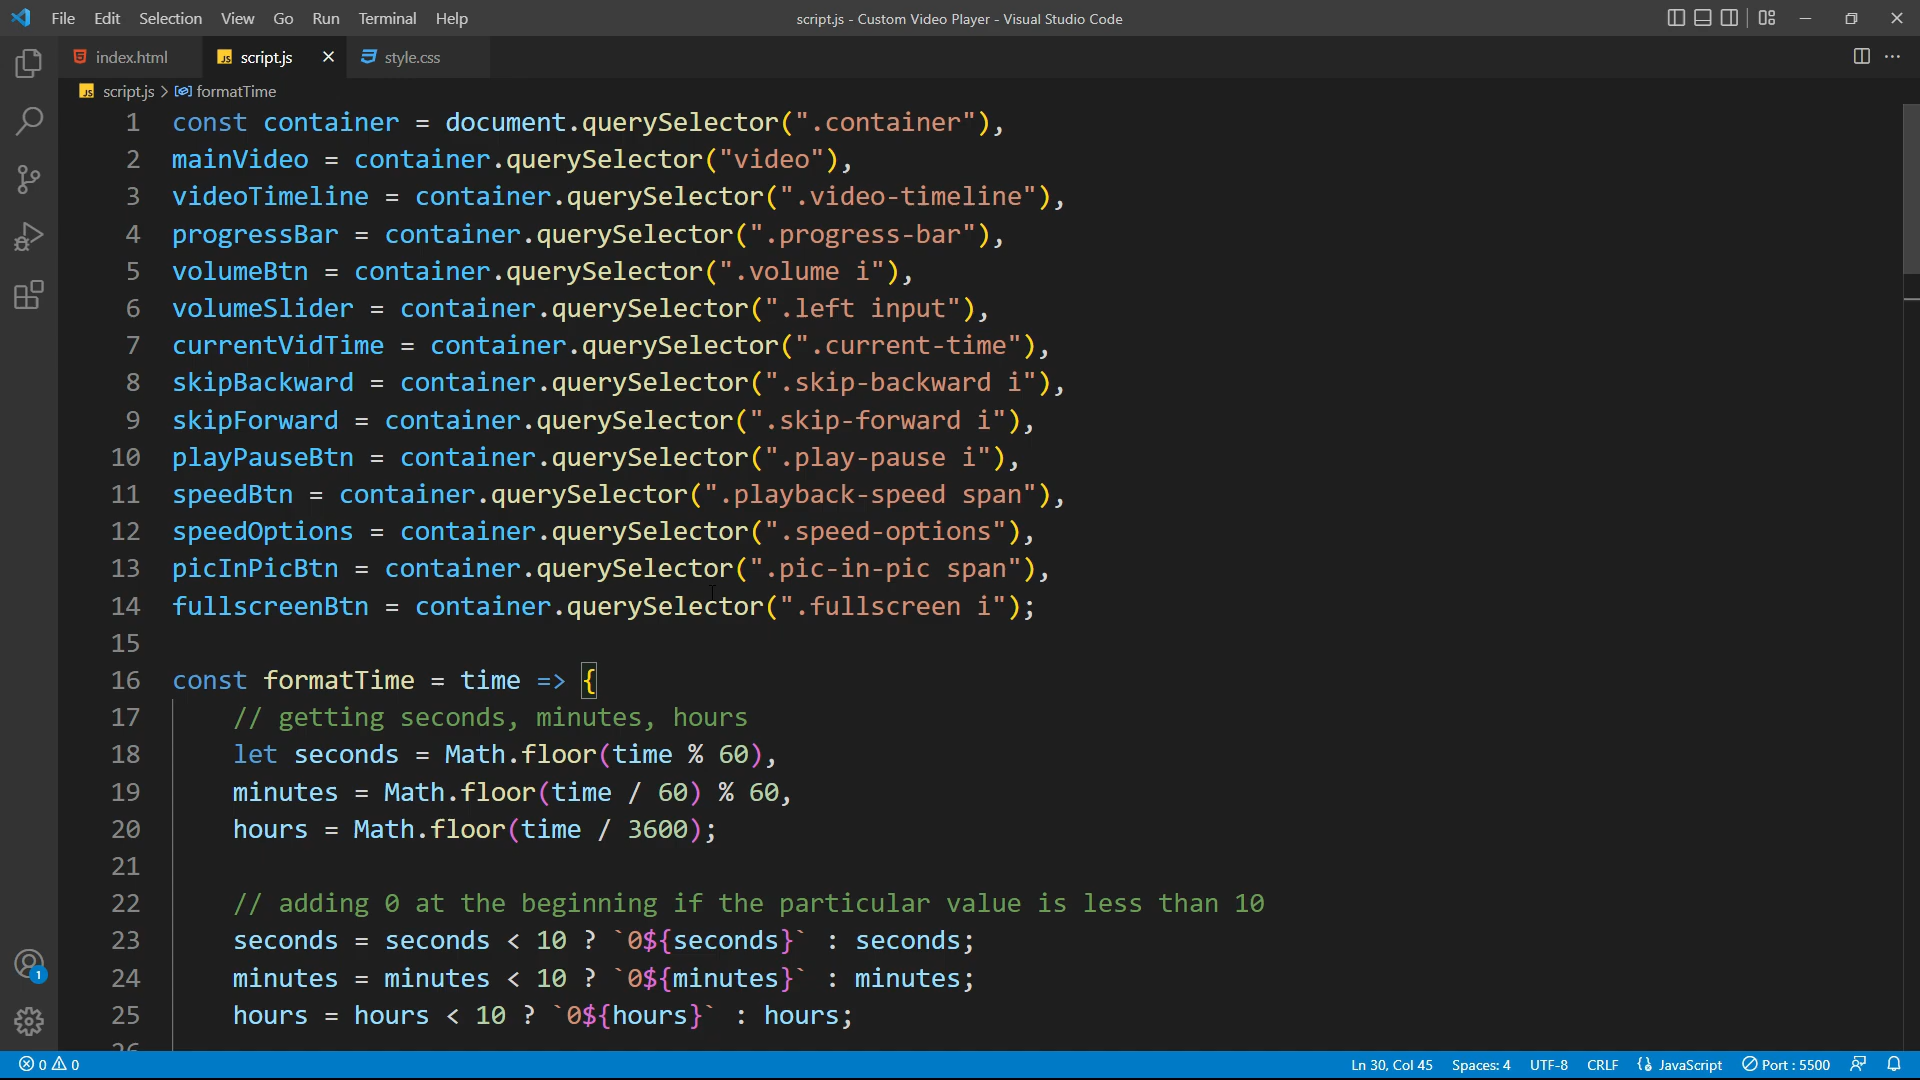 File Edit Selection View Go Run Terminal Help script.js - Custom Video Player - Visual Studio Code
index.html JS script.js style.css
JS script.js > formatTime
1 const container = document.querySelector(".container"),
2 mainVideo = container.querySelector("video"),
3 videoTimeline = container.querySelector(".video-timeline"),
4 progressBar = container.querySelector(".progress-bar"),
5 volumeBtn = container.querySelector(".volume i"),
6 volumeSlider = container.querySelector(".left input"),
7 currentVidTime = container.querySelector(".current-time"),
8 skipBackward = container.querySelector(".skip-backward i"),
9 skipForward = container.querySelector(".skip-forward i"),
10 playPauseBtn = container.querySelector(".play-pause i"),
11 speedBtn = container.querySelector(".playback-speed span"),
12 speedOptions = container.querySelector(".speed-options"),
13 picInPicBtn = container.querySelector(".pic-in-pic span"),
14 fullscreenBtn = container.querySelector(".fullscreen i");
15
16 const formatTime = time => {
17 // getting seconds, minutes, hours
18 let seconds = Math.floor(time % 60),
19 minutes = Math.floor(time / 60) % 60,
20 hours = Math.floor(time / 3600);
21
22 // adding 0 at the beginning if the particular value is less than 10
23 seconds = seconds < 10 ? `0${seconds}` : seconds;
24 minutes = minutes < 10 ? `0${minutes}` : minutes;
25 hours = hours < 10 ? `0${hours}` : hours;
26
1
0 0 Ln 30, Col 45 Spaces: 4 UTF-8 CRLF {} JavaScript Port : 5500